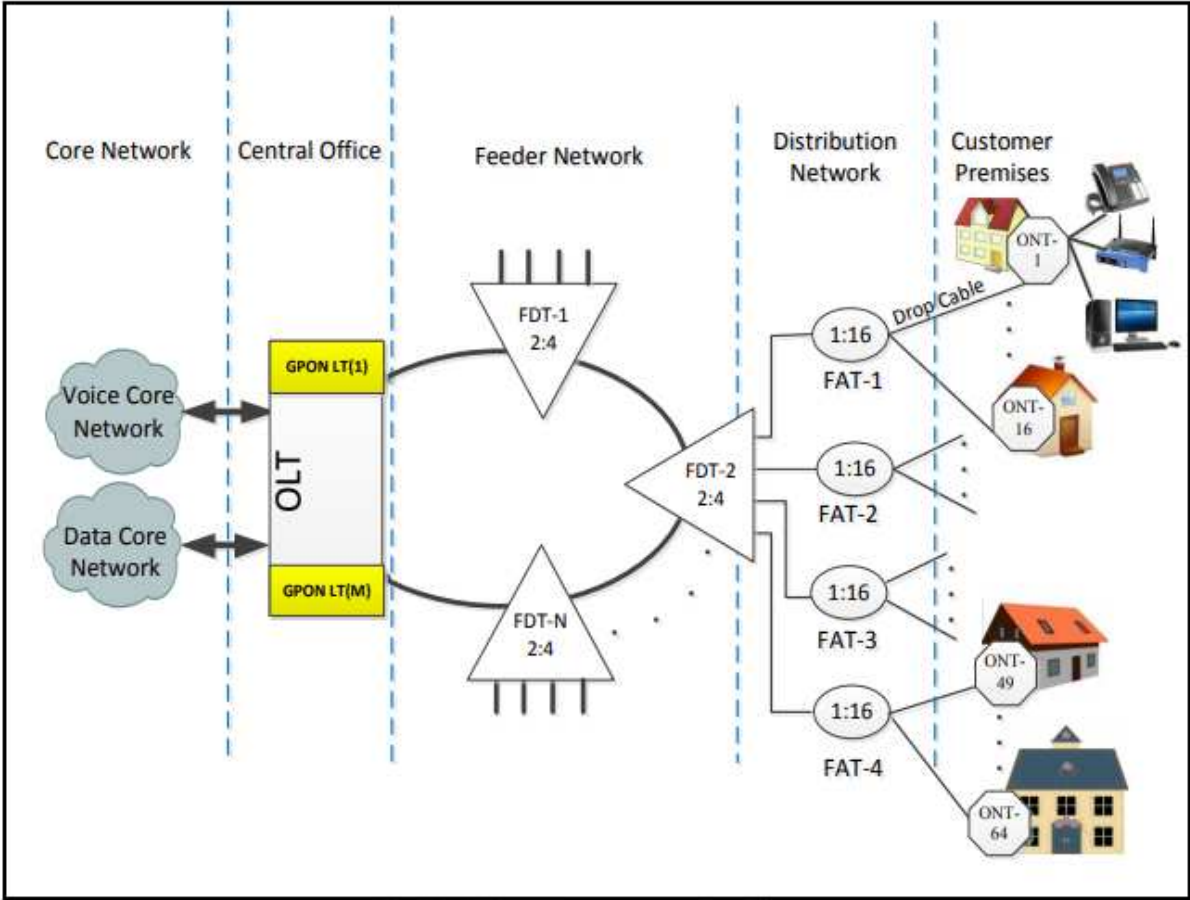 Core Network
Central Office
Feeder Network
Distribution
Network
Customer
Premises
Voice Core
Network
Data Core
Network
GPON LT(1)
OLT
GPON LT(M)
FDT-1
2:4
FDT-2
2:4
FDT-N
2:4
1:16
FAT-1
1:16
FAT-2
1:16
FAT-3
1:16
FAT-4
Drop Cable
ONT-
1
ONT-
16
ONT-
49
ONT-
64